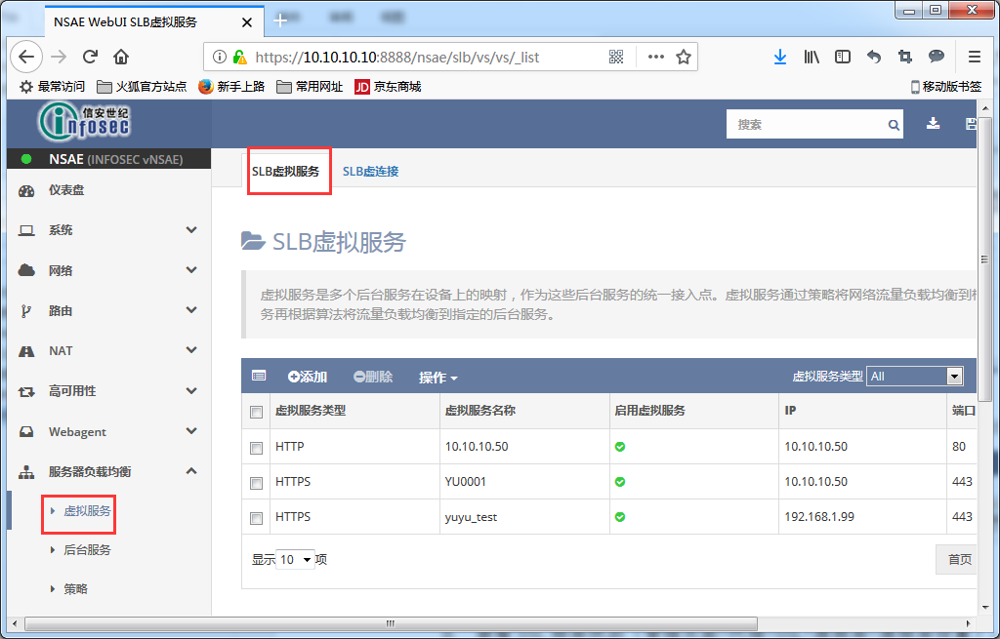 NSAE WebUI SLB虚拟服务
https://10.10.10.10:8888/nsae/slb/vs/vs/_list
最常访问 火狐官方站点 新手上路 常用网址 JD 京东商城 移动版书签
信安世纪
infosec
搜索
NSAE (INFOSEC vNSAE)
SLB虚拟服务 SLB虚连接
仪表盘
系统
网络
路由
NAT
高可用性
Webagent
服务器负载均衡
虚拟服务
后台服务
策略
SLB虚拟服务
虚拟服务是多个后台服务在设备上的映射，作为这些后台服务的统一接入点。虚拟服务通过策略将网络流量负载均衡到
务再根据算法将流量负载均衡到指定的后台服务。
添加 删除 操作 虚拟服务类型 All
虚拟服务类型 虚拟服务名称 启用虚拟服务 IP 端口
HTTP 10.10.10.50 10.10.10.50 80
HTTPS YU0001 10.10.10.50 443
HTTPS yuyu_test 192.168.1.99 443
显示 10 项
首页